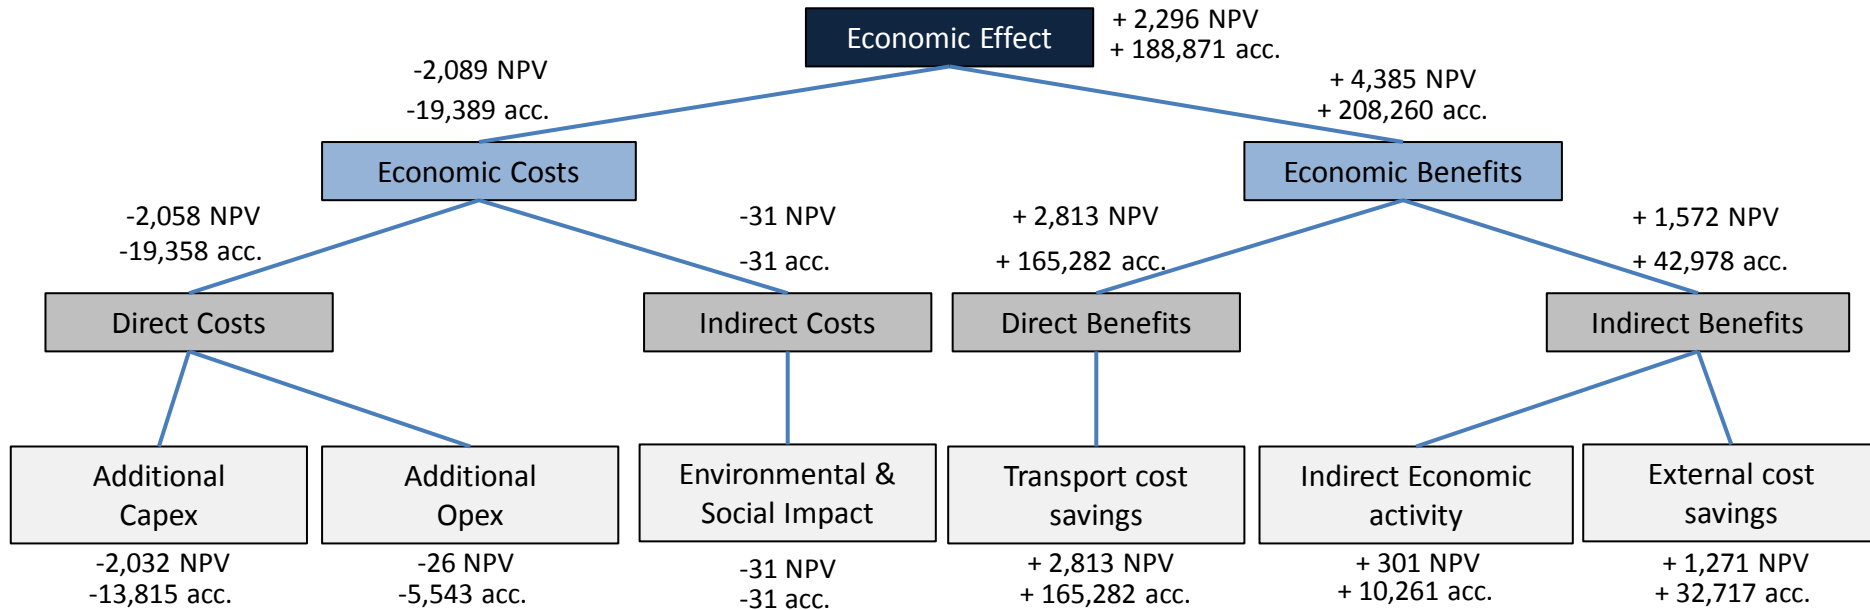 Economic Effect
+ 2,296 NPV
+ 188,871 acc.
-2,089 NPV
-19,389 acc.
+ 4,385 NPV
+ 208,260 acc.
Economic Costs
Economic Benefits
-2,058 NPV
-19,358 acc.
-31 NPV
-31 acc.
+ 2,813 NPV
+ 165,282 acc.
+ 1,572 NPV
+ 42,978 acc.
Direct Costs
Indirect Costs
Direct Benefits
Indirect Benefits
Additional
Capex
Additional
Opex
Environmental &
Social Impact
Transport cost
savings
Indirect Economic
activity
External cost
savings
-2,032 NPV
-13,815 acc.
-26 NPV
-5,543 acc.
-31 NPV
-31 acc.
+ 2,813 NPV
+ 165,282 acc.
+ 301 NPV
+ 10,261 acc.
+ 1,271 NPV
+ 32,717 acc.